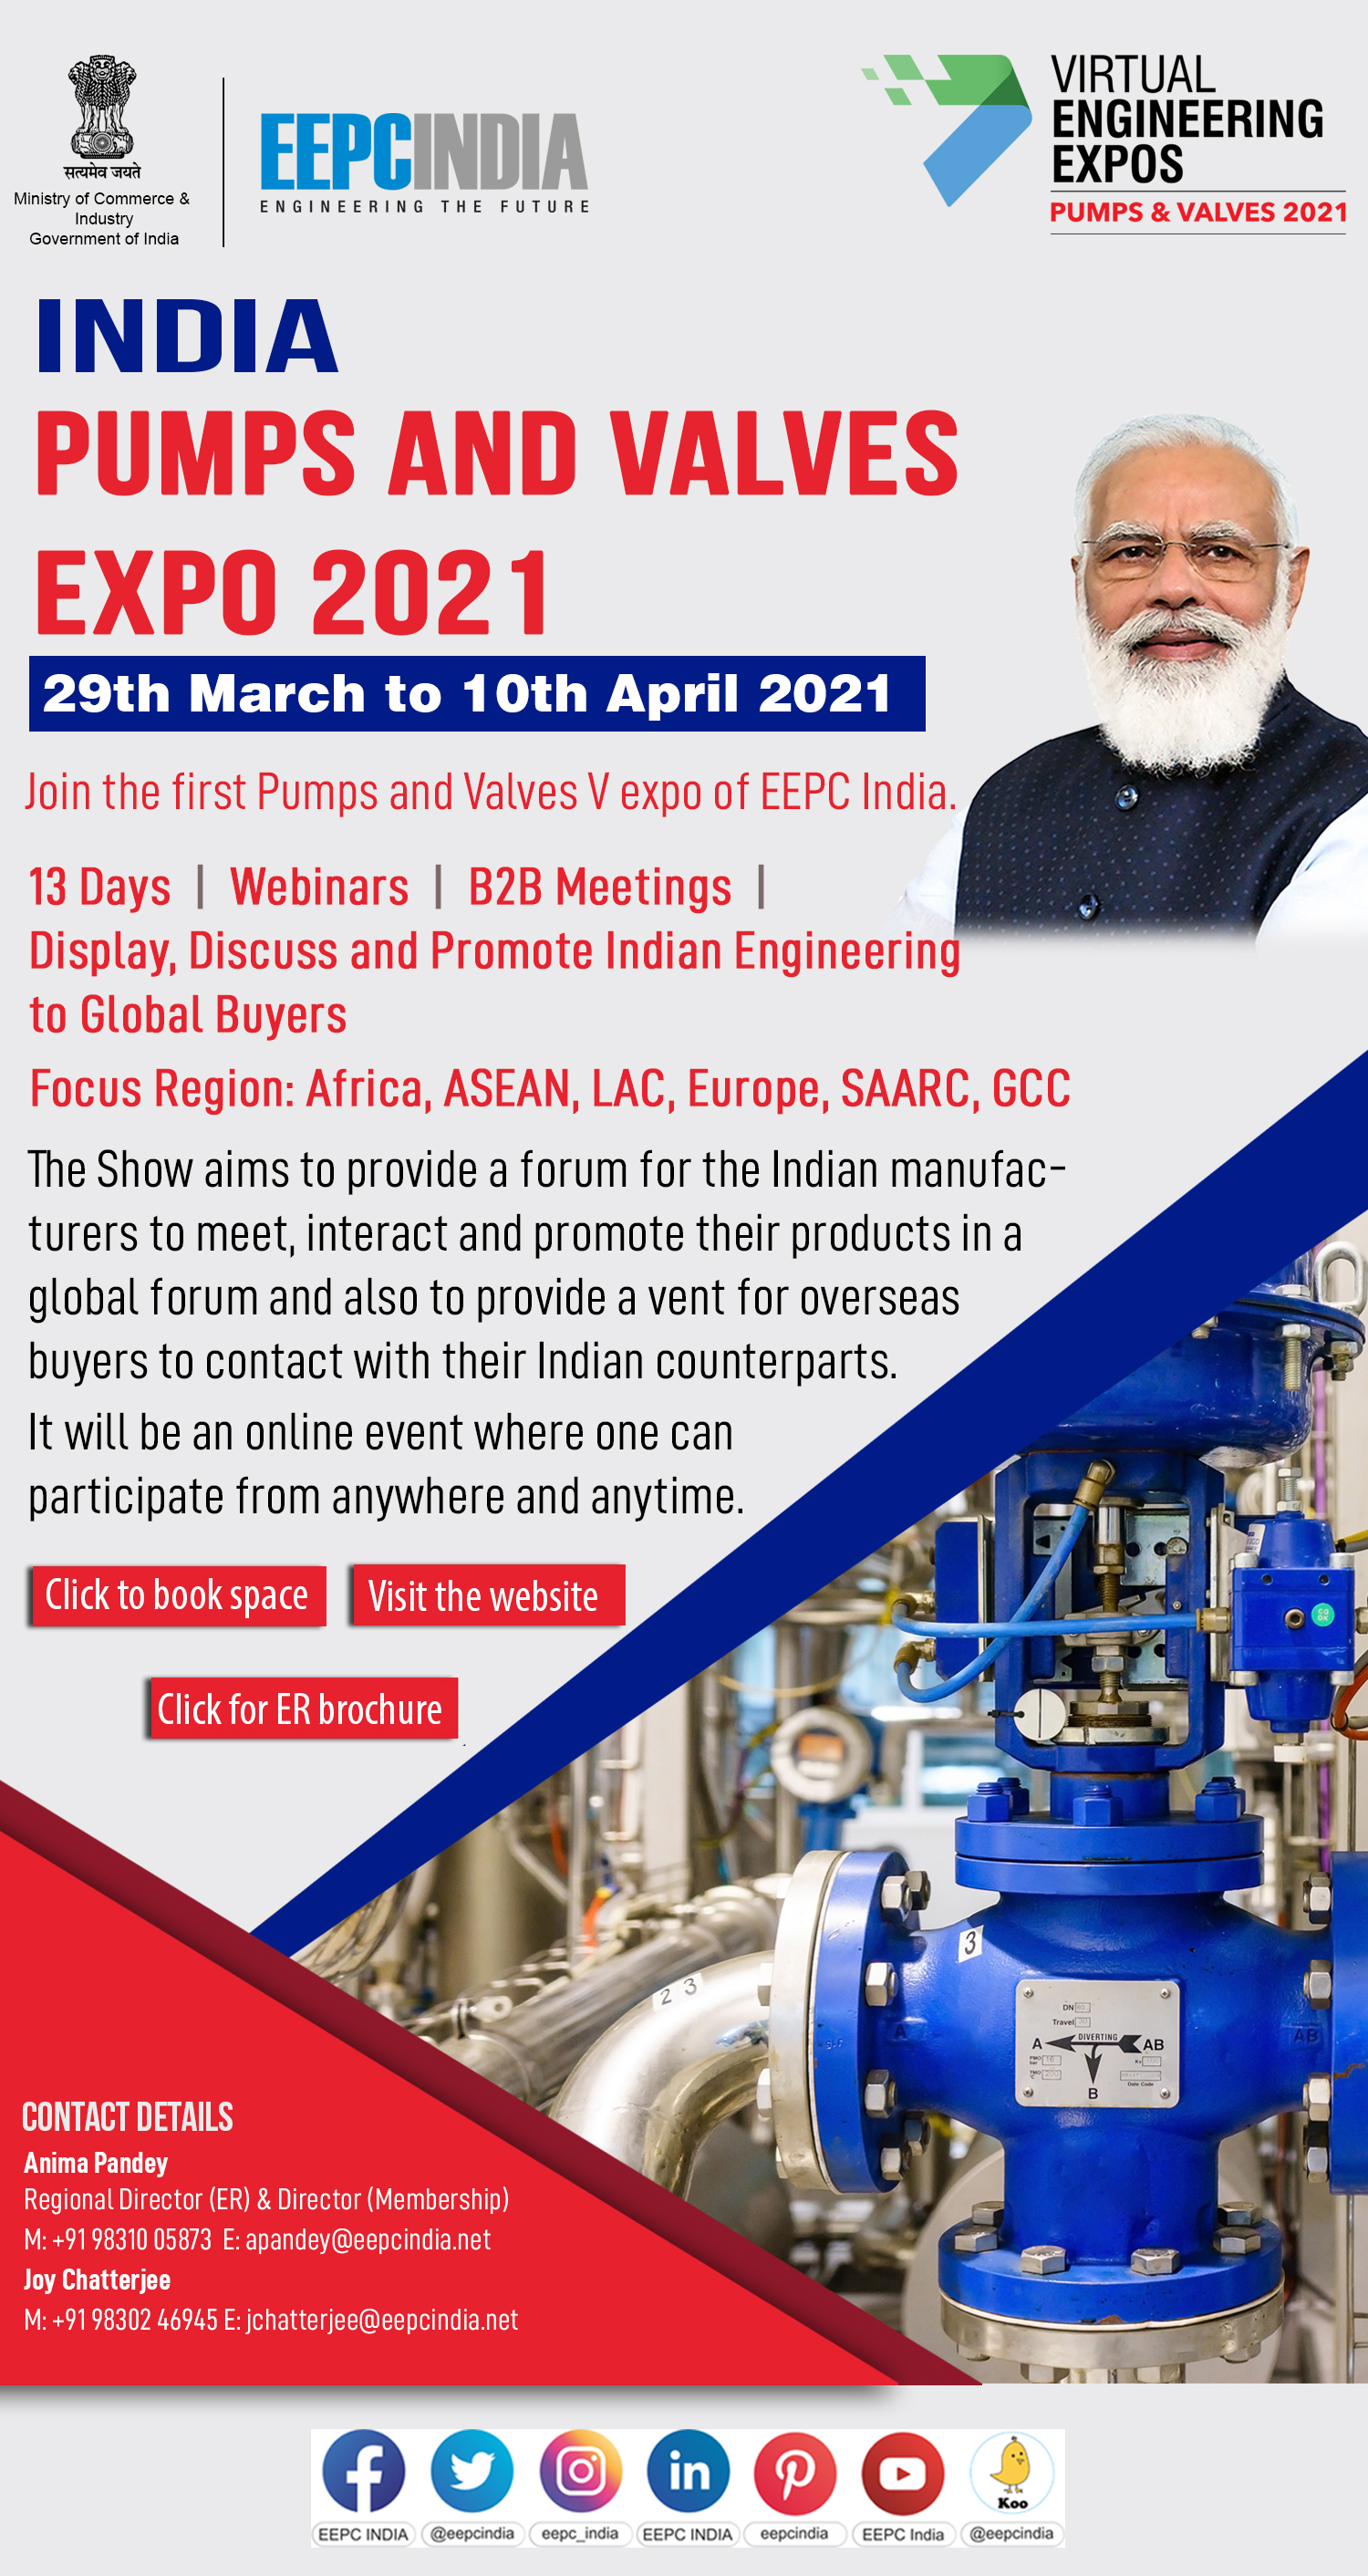 सत्यमेव जयते
Ministry of Commerce &
Industry
Government of India
EEPCINDIA
ENGINEERING THE FUTURE
VIRTUAL
ENGINEERING
EXPOS
PUMPS & VALVES 2021
INDIA
PUMPS AND VALVES
EXPO 2021
29th March to 10th April 2021
Join the first Pumps and Valves V expo of EEPC India.
13 Days | Webinars | B2B Meetings |
Display, Discuss and Promote Indian Engineering
to Global Buyers
Focus Region: Africa, ASEAN, LAC, Europe, SAARC, GCC
The Show aims to provide a forum for the Indian manufac-
turers to meet, interact and promote their products in a
global forum and also to provide a vent for overseas
buyers to contact with their Indian counterparts.
It will be an online event where one can
participate from anywhere and anytime.
Click to book space
Visit the website
Click for ER brochure
3
2 3
DN
Travel
DIVERTING
A
AB
B
Date Code
A
AB
CONTACT DETAILS
Anima Pandey
Regional Director (ER) & Director (Membership)
M: +91 98310 05873 E: apandey@eepcindia.net
Joy Chatterjee
M: +91 98302 46945 E: jchatterjee@eepcindia.net
Koo
EEPC INDIA
@eepcindia
eepc_india
EEPC INDIA
eepcindia
EEPC India
@eepcindia